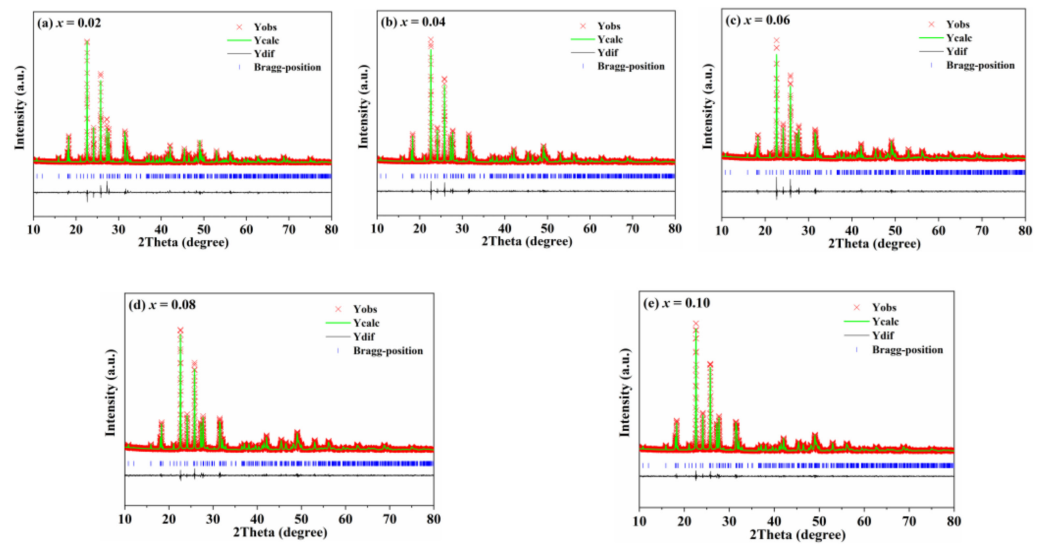 (a) x = 0.02
Yobs
Ycalc
Ydif
Bragg-position
Intensity (a.u.)
10 20 30 40 50 60 70 80
2Theta (degree)
(b) x = 0.04
Yobs
Ycalc
Ydif
Bragg-position
Intensity (a.u.)
10 20 30 40 50 60 70 80
2Theta (degree)
(c) x = 0.06
Yobs
Ycalc
Ydif
Bragg-position
Intensity (a.u.)
10 20 30 40 50 60 70 80
2Theta (degree)
(d) x = 0.08
Yobs
Ycalc
Ydif
Bragg-position
Intensity (a.u.)
10 20 30 40 50 60 70 80
2Theta (degree)
(e) x = 0.10
Yobs
Ycalc
Ydif
Bragg-position
Intensity (a.u.)
10 20 30 40 50 60 70 80
2Theta (degree)